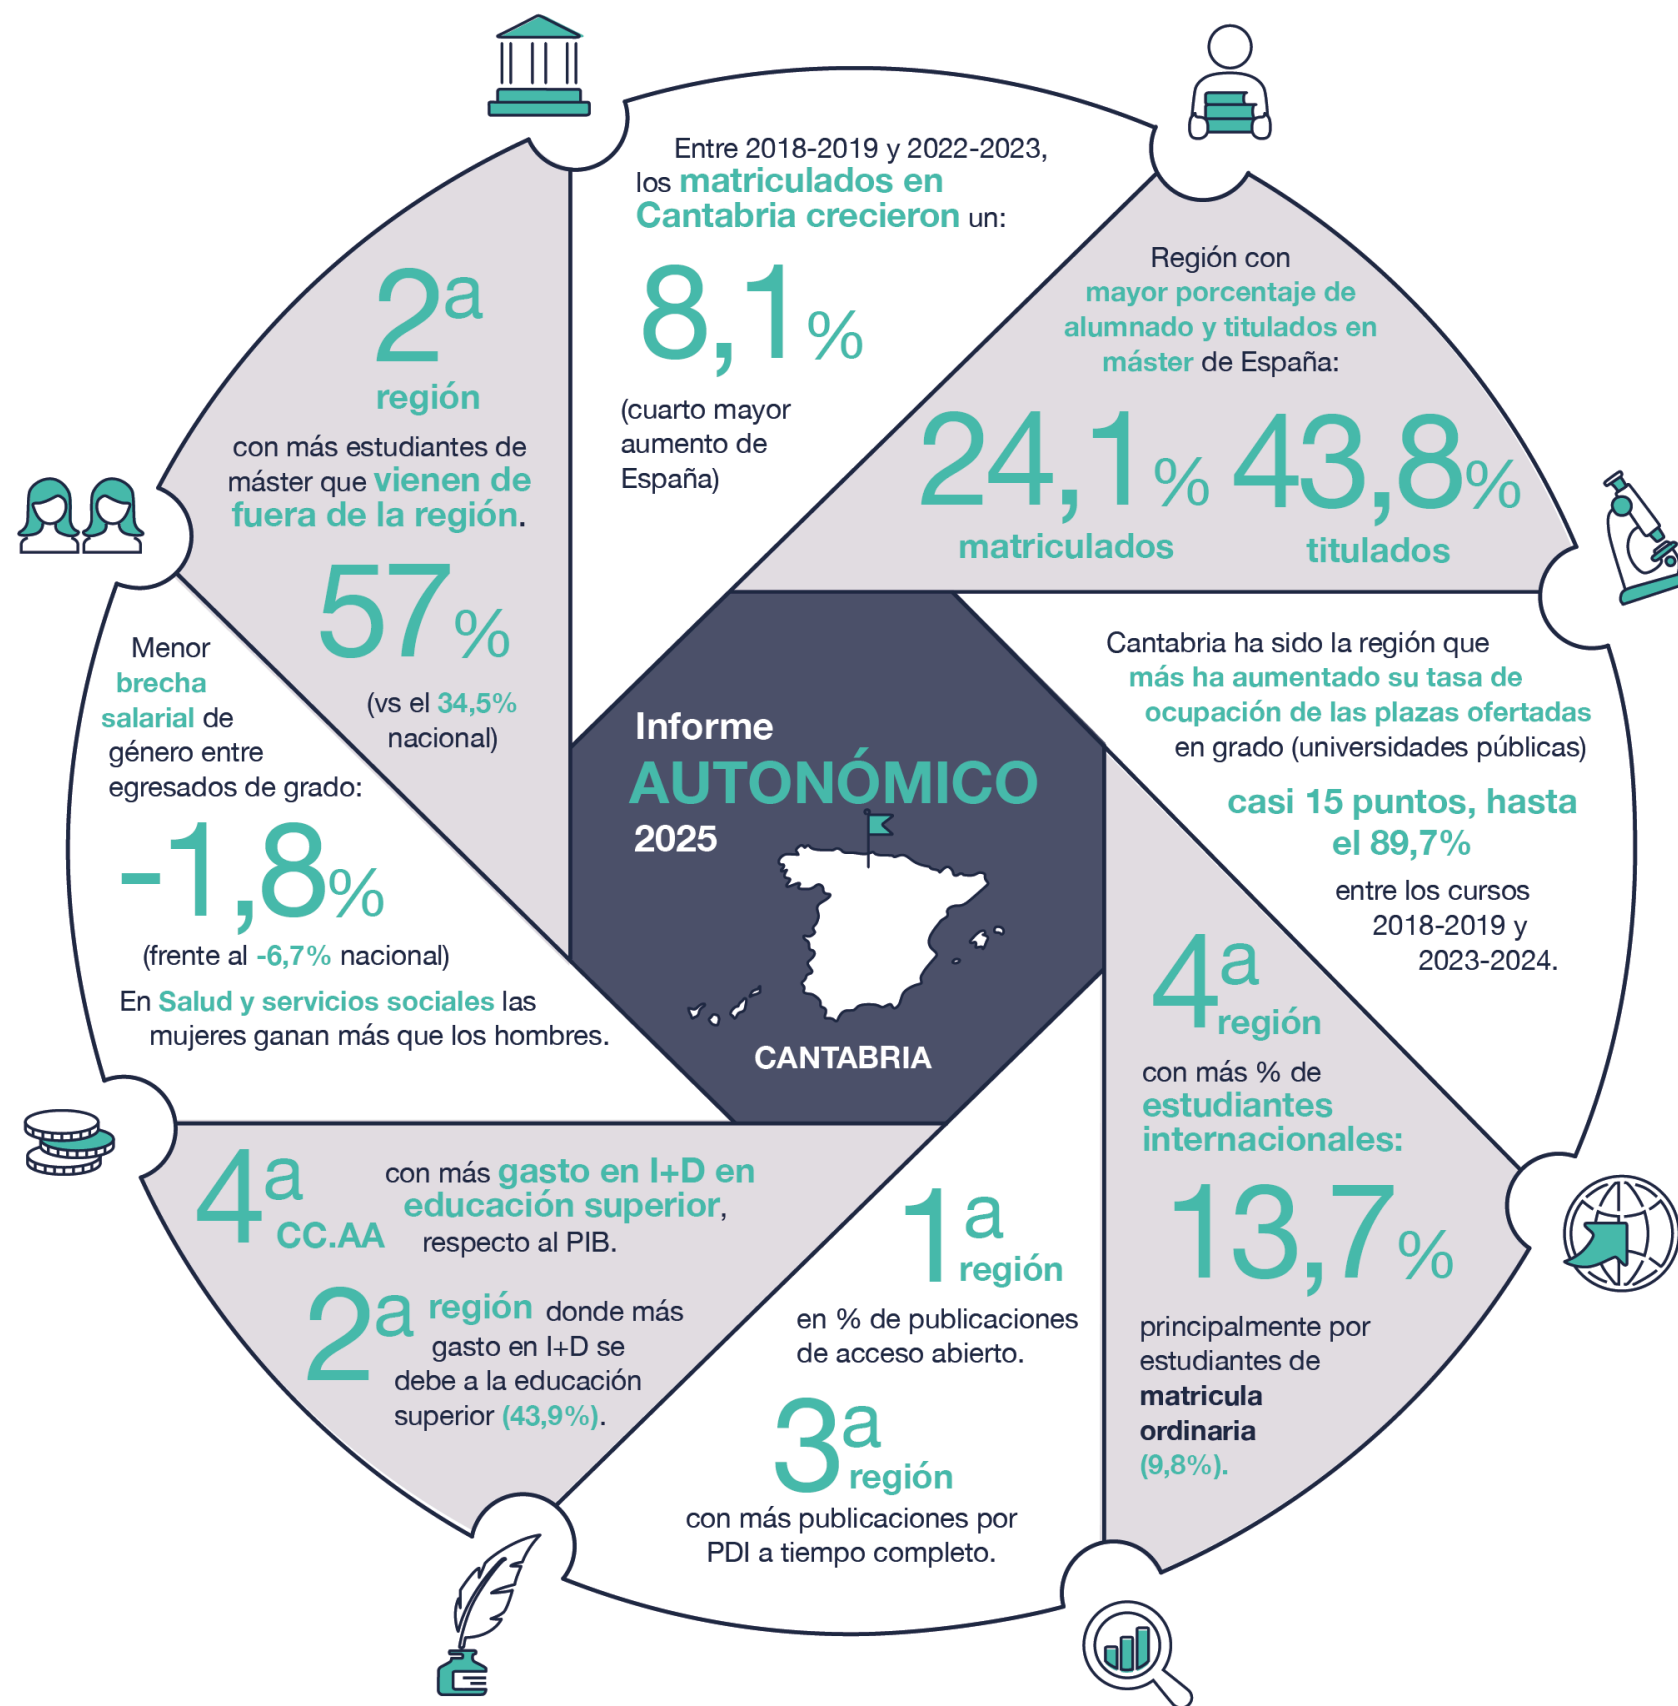 Entre 2018-2019 y 2022-2023,
los matriculados en
Cantabria crecieron un:
8,1%
(cuarto mayor
aumento de
España)
Región con
mayor porcentaje de
alumnado y titulados en
máster de España:
24,1% 43,8%
matriculados titulados
Cantabria ha sido la región que
más ha aumentado su tasa de
ocupación de las plazas ofertadas
en grado (universidades públicas)
casi 15 puntos, hasta
el 89,7%
entre los cursos
2018-2019 y
2023-2024.
4ª
región
con más % de
estudiantes
internacionales:
13,7%
principalmente por
estudiantes de
matricula
ordinaria
(9,8%).
1ª
región
en % de publicaciones
de acceso abierto.
3ª
región
con más publicaciones por
PDI a tiempo completo.
4ª
CC.AA
con más gasto en I+D en
educación superior,
respecto al PIB.
2ª región donde más
gasto en I+D se
debe a la educación
superior (43,9%).
Menor
brecha
salarial de
género entre
egresados de grado:
-1,8%
(frente al -6,7% nacional)
En Salud y servicios sociales las
mujeres ganan más que los hombres.
2ª
región
con más estudiantes de
máster que vienen de
fuera de la región.
57%
(vs el 34,5%
nacional)
Informe
AUTONÓMICO
2025
CANTABRIA